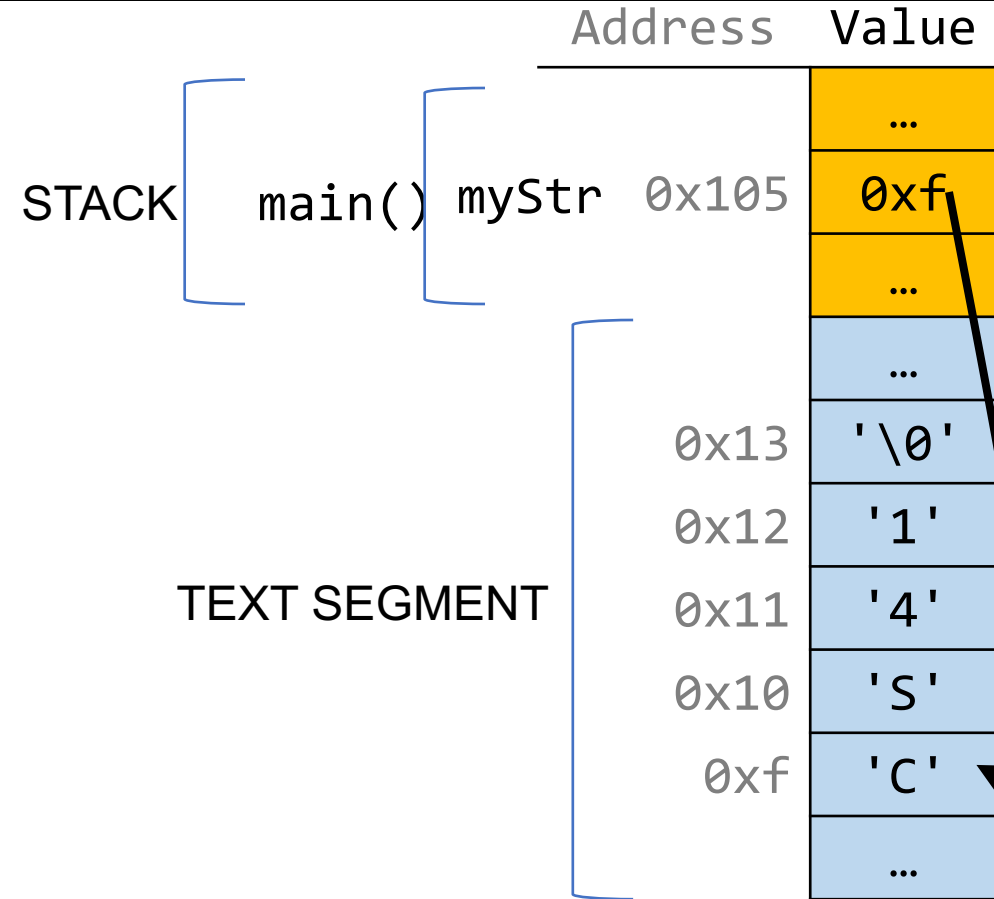 Address Value
…
STACK main() myStr 0x105 0xf
…
…
0x13 '\0'
0x12 '1'
TEXT SEGMENT 0x11 '4'
0x10 'S'
0xf 'C'
…